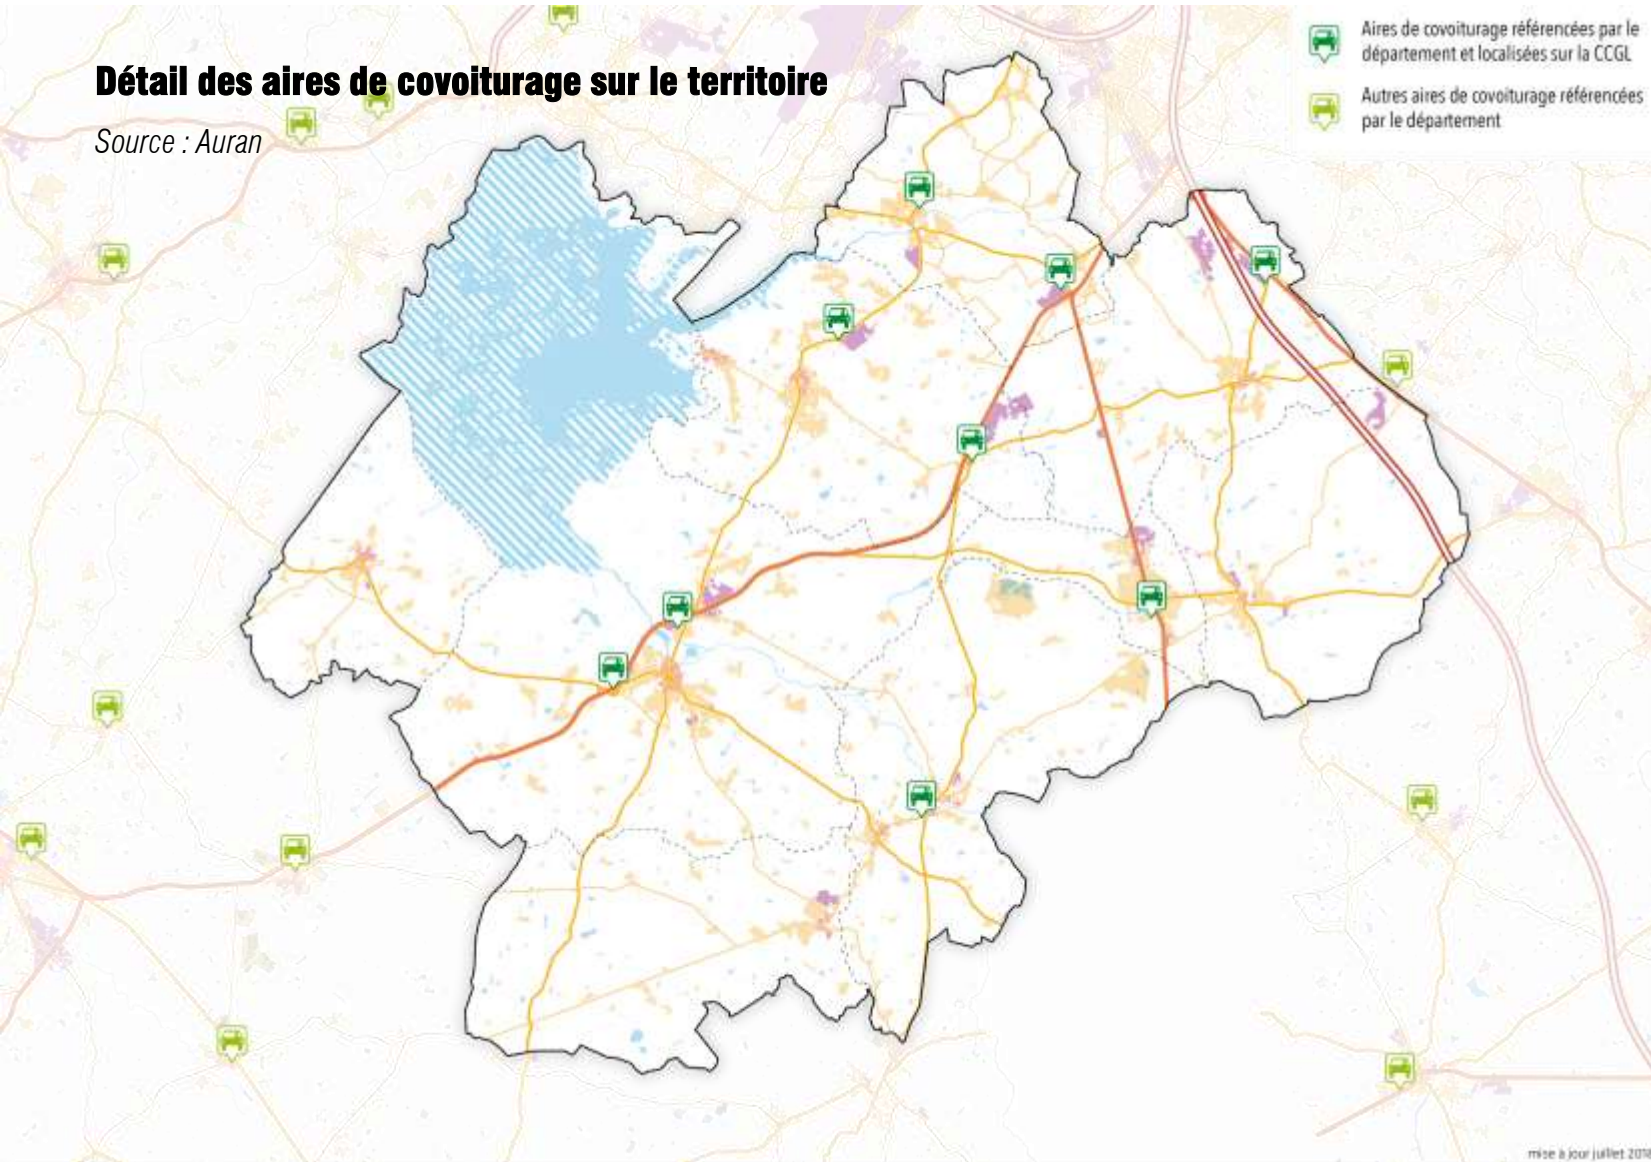 Détail des aires de covoiturage sur le territoire
Source : Auran
Aires de covoiturage référencées par le
département et localisées sur la CCGL
Autres aires de covoiturage référencées
par le département
mise à jour juillet